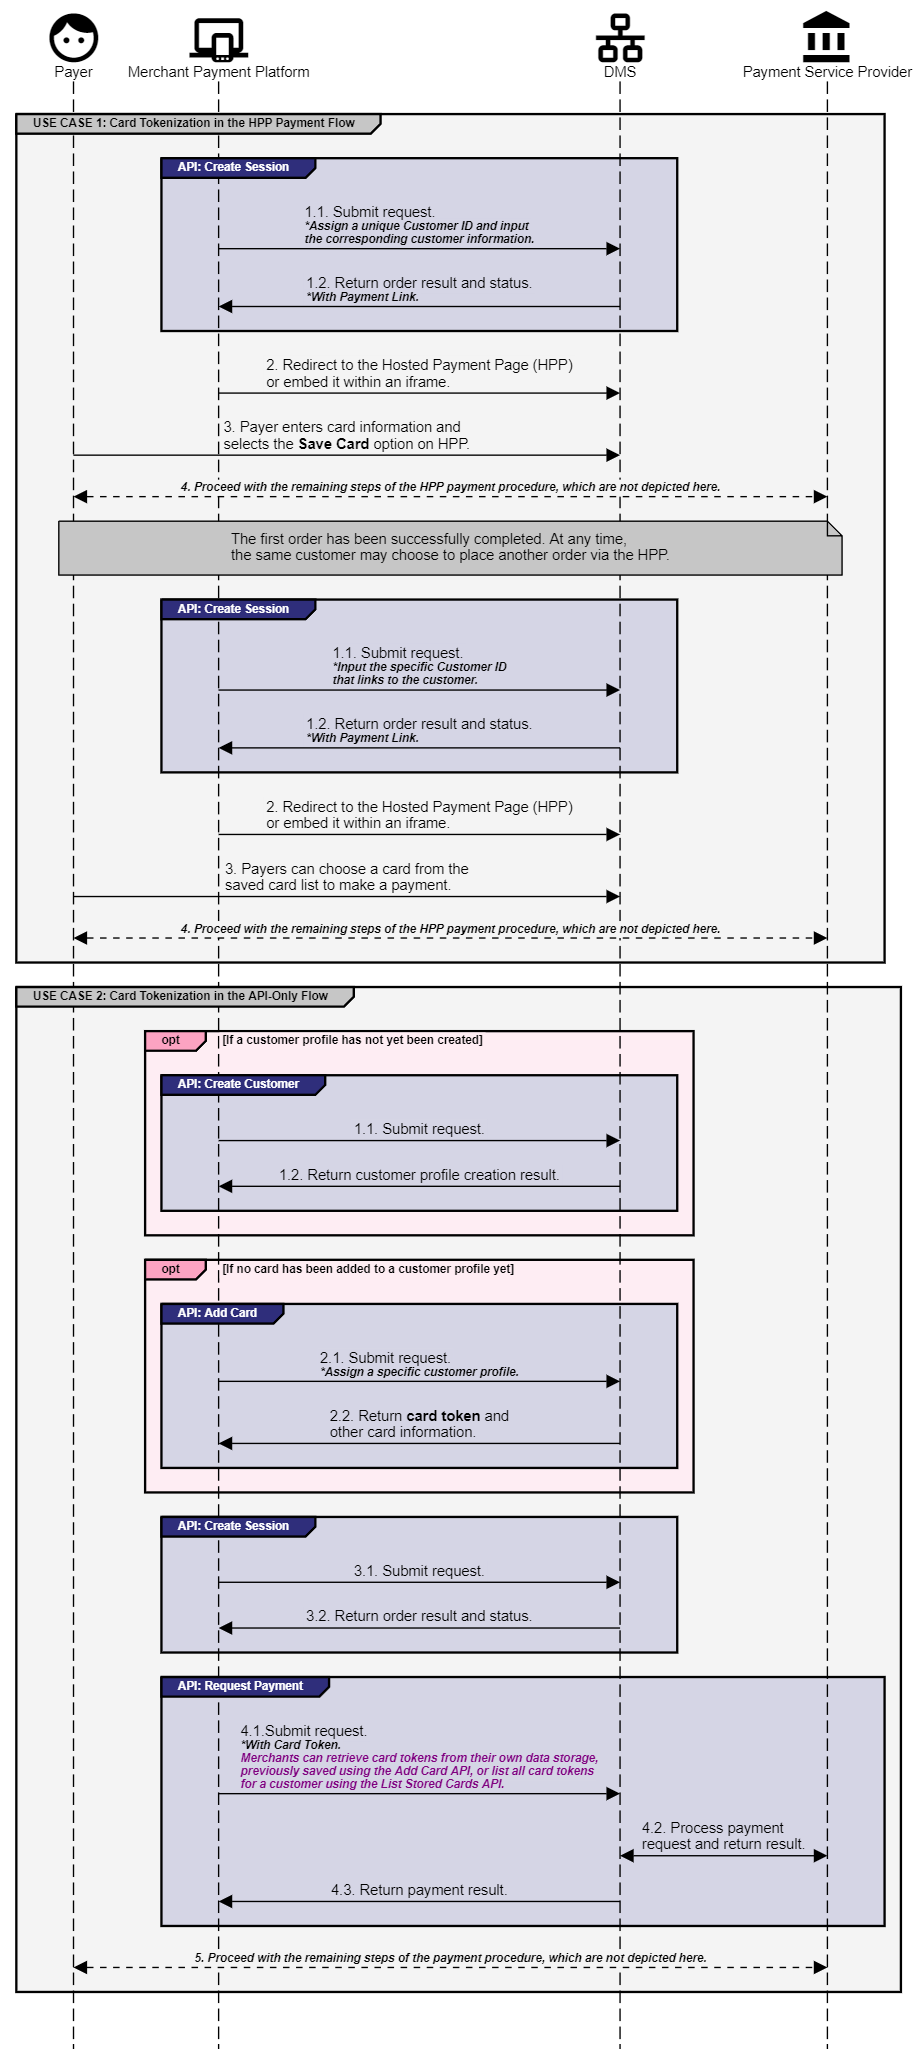 Payer
Merchant Payment Platform
DMS
Payment Service Provider
USE CASE 1: Card Tokenization in the HPP Payment Flow
API: Create Session
1.1. Submit request.
*Assign a unique Customer ID and input
the corresponding customer information.
1.2. Return order result and status.
*With Payment Link.
2. Redirect to the Hosted Payment Page (HPP)
or embed it within an iframe.
3. Payer enters card information and
selects the Save Card option on HPP.
4. Proceed with the remaining steps of the HPP payment procedure, which are not depicted here.
The first order has been successfully completed. At any time,
the same customer may choose to place another order via the HPP.
API: Create Session
1.1. Submit request.
*Input the specific Customer ID
that links to the customer.
1.2. Return order result and status.
*With Payment Link.
2. Redirect to the Hosted Payment Page (HPP)
or embed it within an iframe.
3. Payers can choose a card from the
saved card list to make a payment.
4. Proceed with the remaining steps of the HPP payment procedure, which are not depicted here.
USE CASE 2: Card Tokenization in the API-Only Flow
opt
[If a customer profile has not yet been created]
API: Create Customer
1.1. Submit request.
1.2. Return customer profile creation result.
opt
[If no card has been added to a customer profile yet]
API: Add Card
2.1. Submit request.
*Assign a specific customer profile.
2.2. Return card token and
other card information.
API: Create Session
3.1. Submit request.
3.2. Return order result and status.
API: Request Payment
4.1.Submit request.
*With Card Token.
Merchants can retrieve card tokens from their own data storage,
previously saved using the Add Card API, or list all card tokens
for a customer using the List Stored Cards API.
4.2. Process payment
request and return result.
4.3. Return payment result.
5. Proceed with the remaining steps of the payment procedure, which are not depicted here.